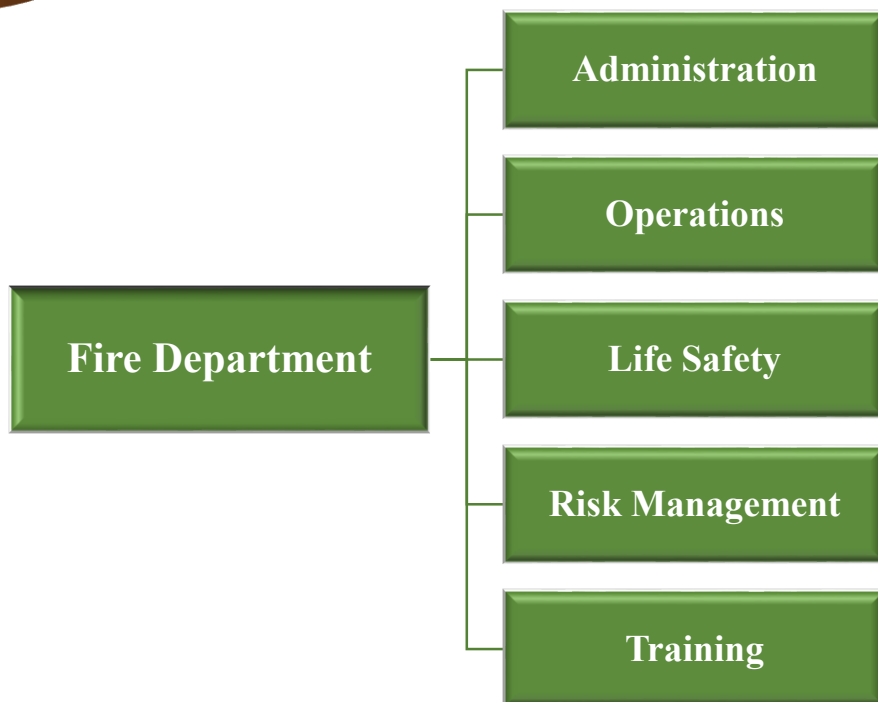 Administration
Operations
Fire Department
Life Safety
Risk Management
Training